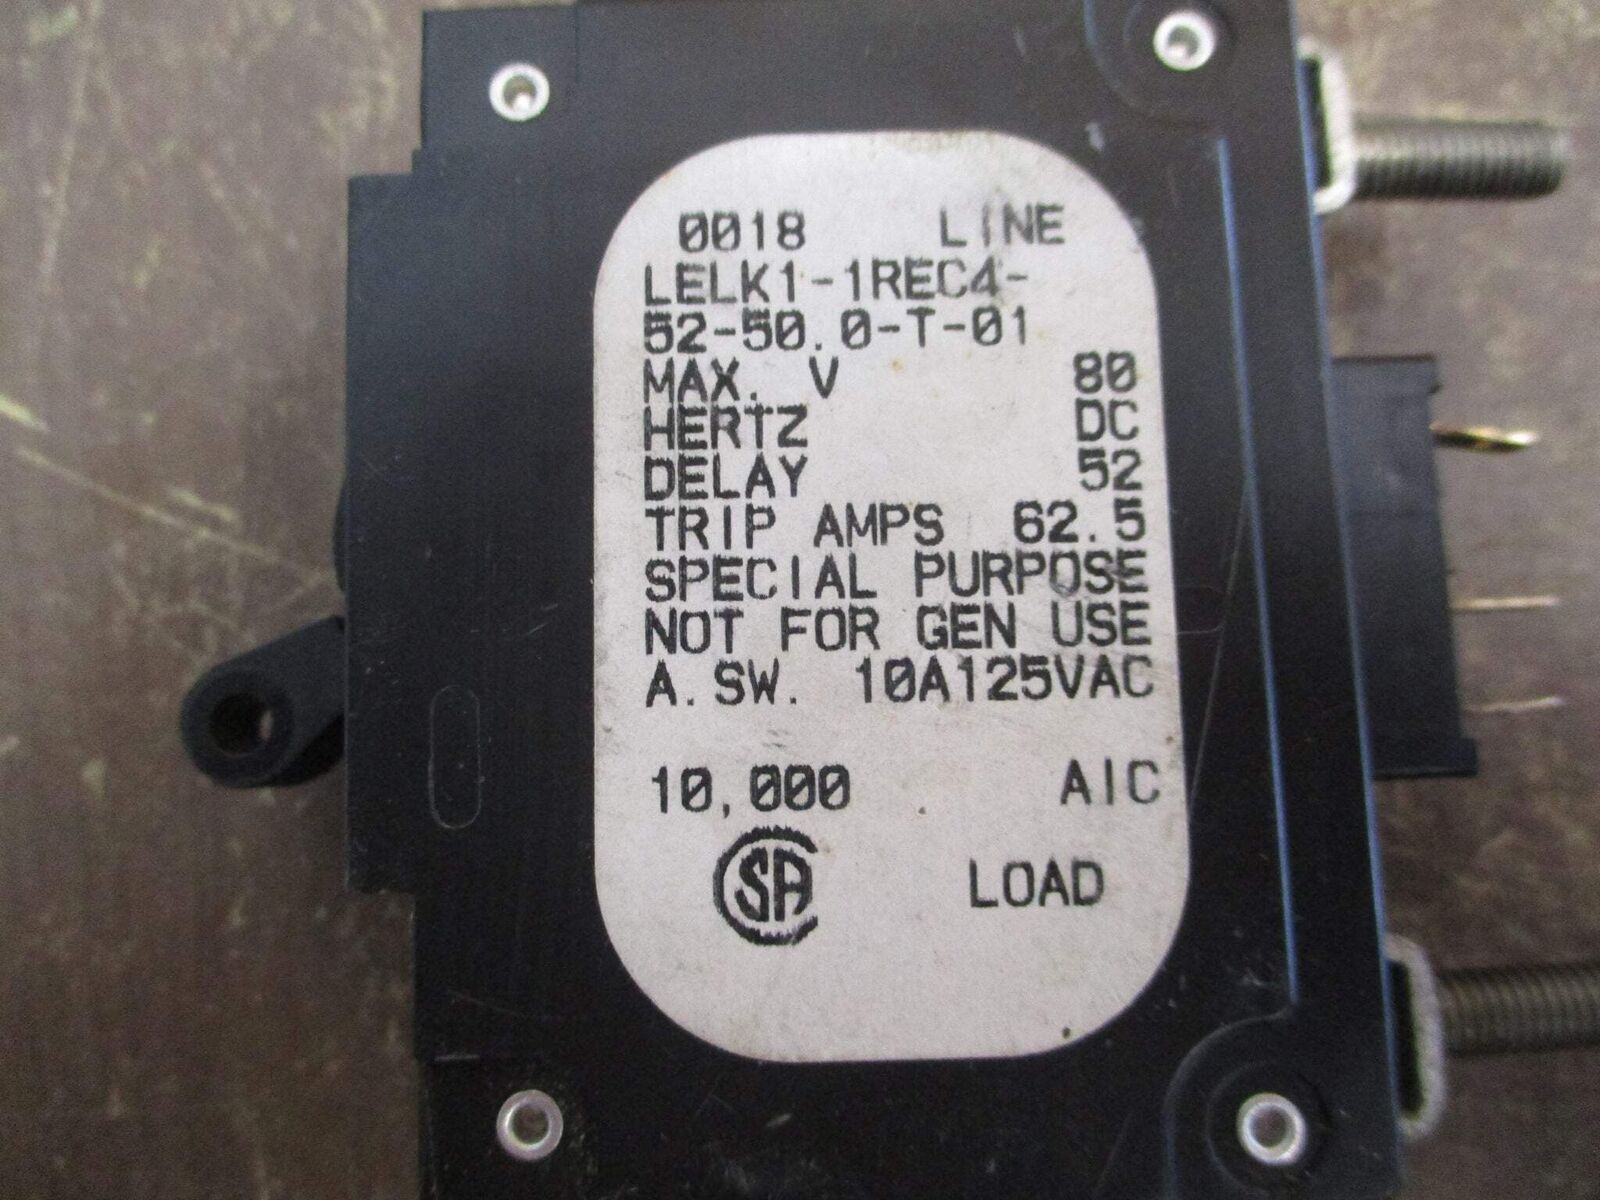 0018 LINE
LELK1-1REC4-
52-50.0-T-01
MAX. V 80
HERTZ DC
DELAY 52
TRIP AMPS 62.5
SPECIAL PURPOSE
NOT FOR GEN USE
A.SW. 10A125VAC
10,000 AIC
CSA LOAD